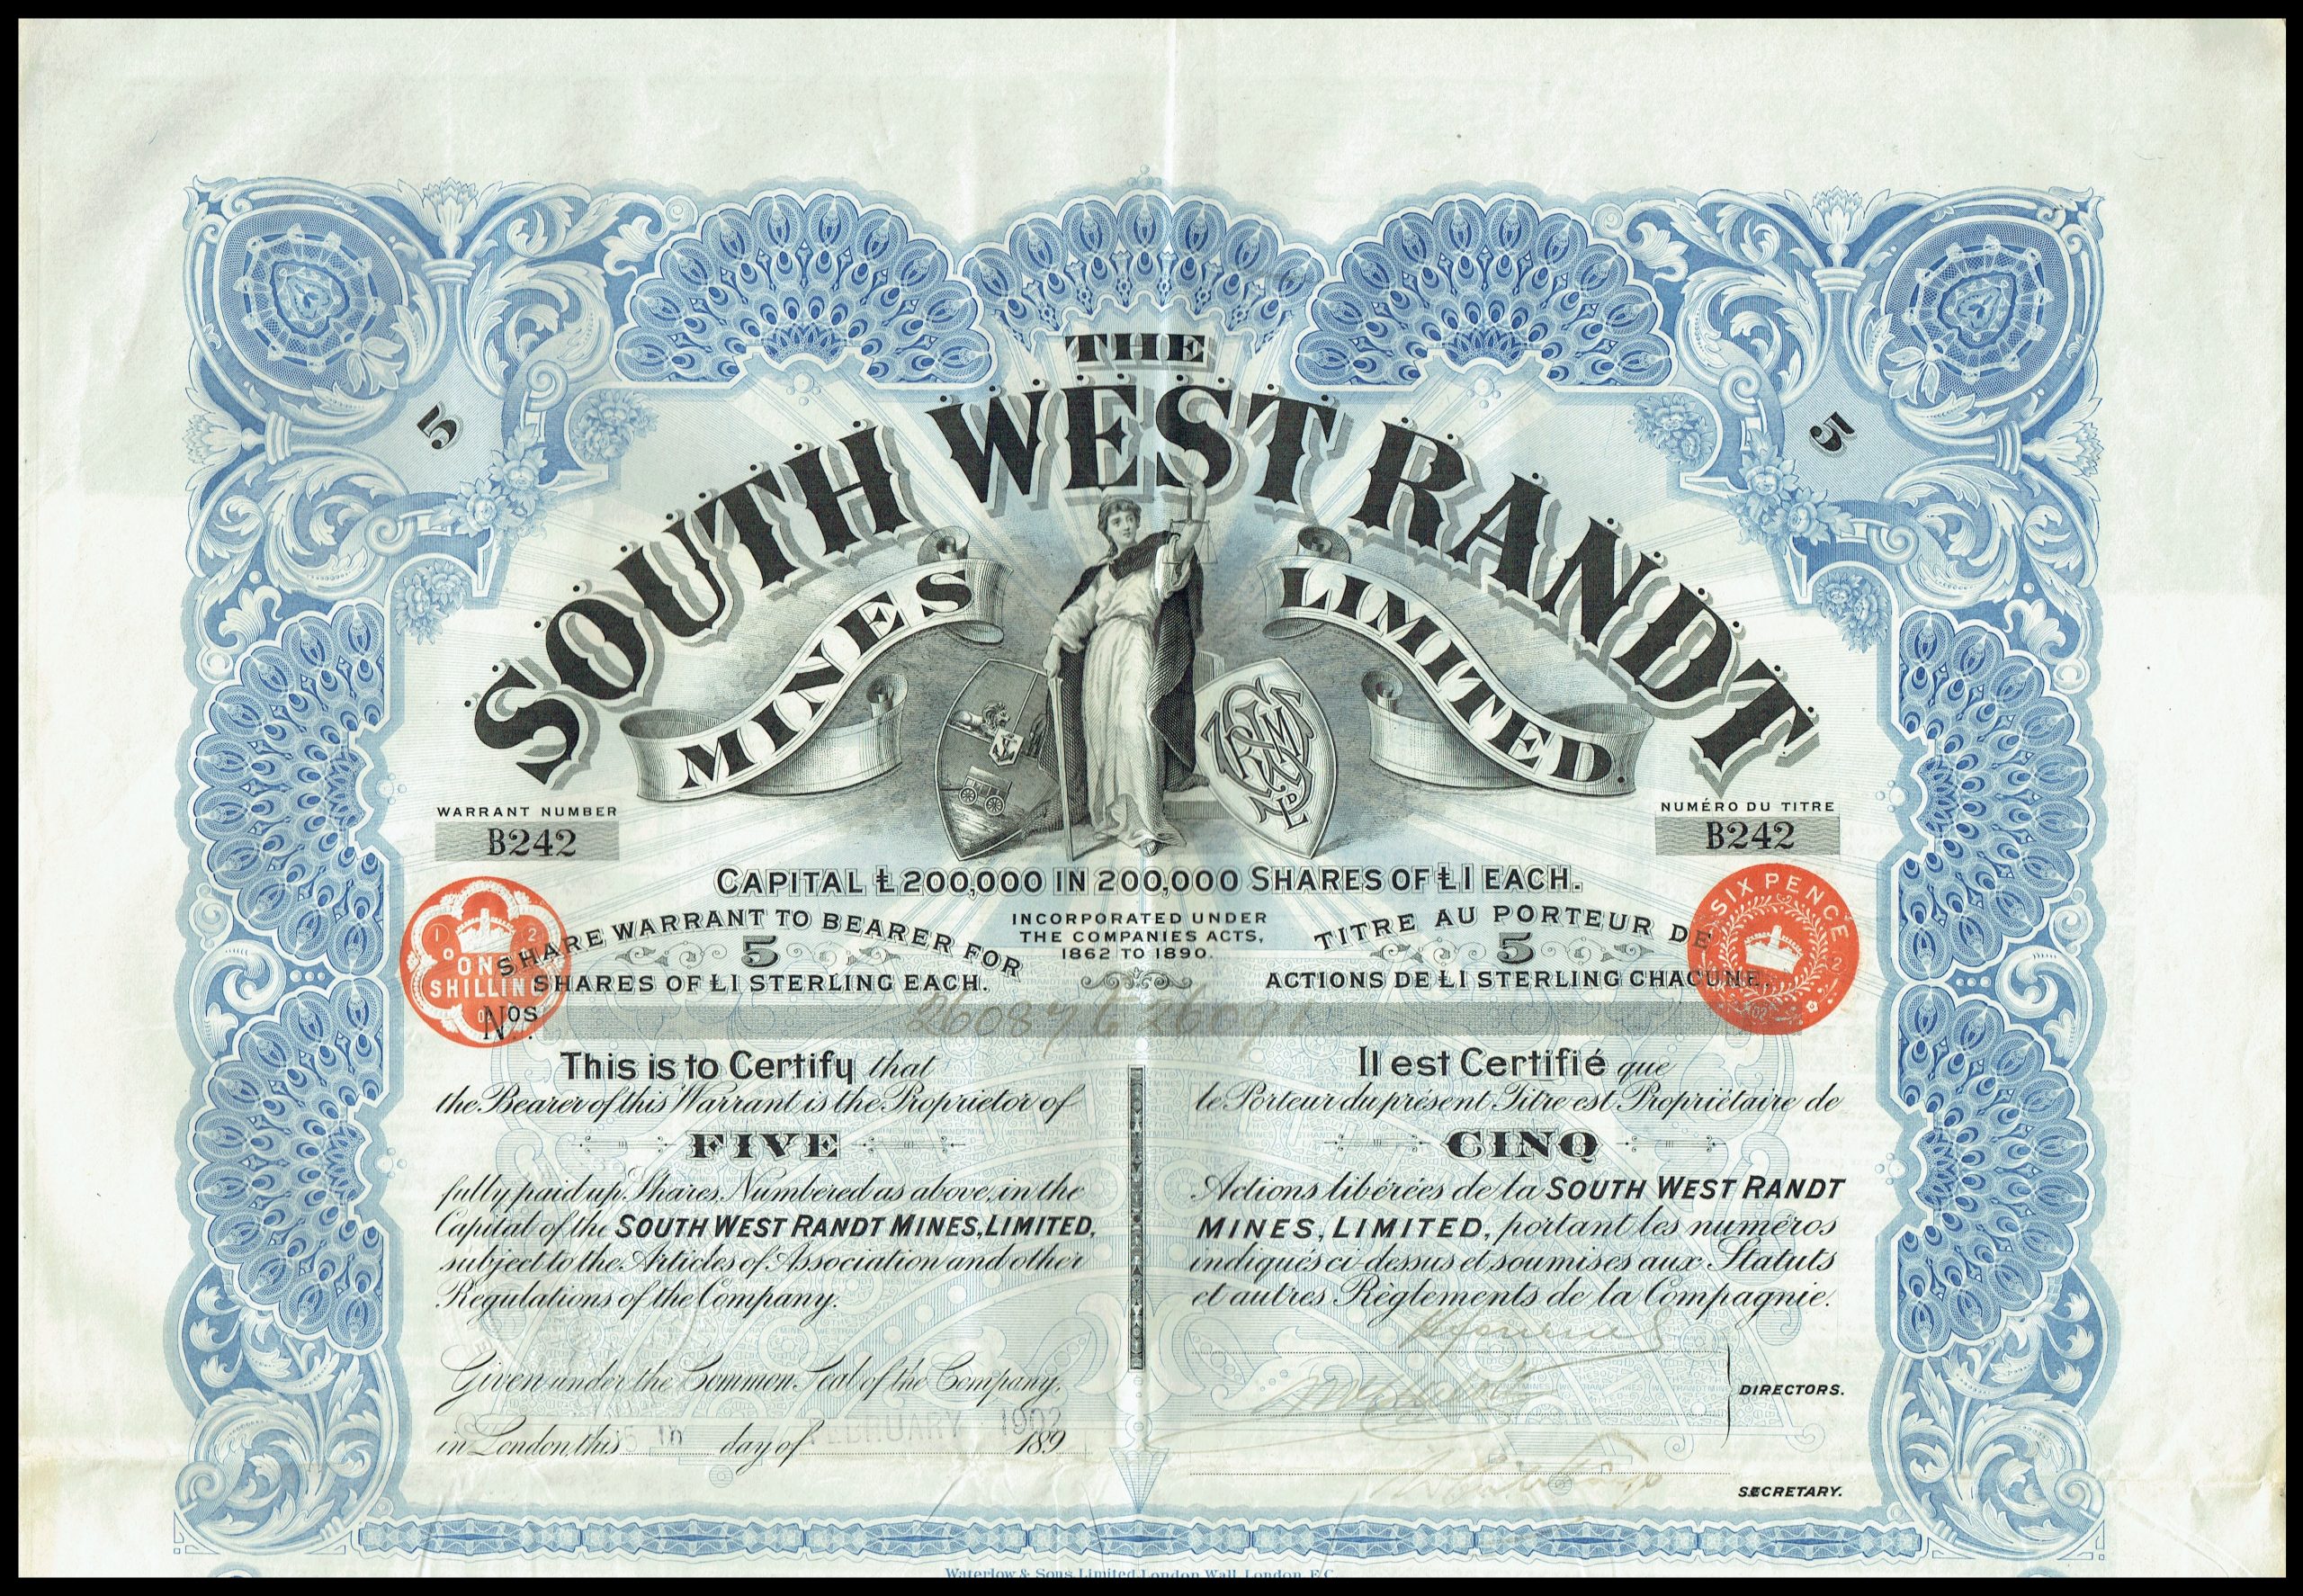 THE
SOUTH WEST RANDT
MINES LIMITED.
5
5
WARRANT NUMBER
B242
NUMÉRO DU TITRE
B242
CAPITAL £200,000 IN 200,000 SHARES OF £1 EACH.
SHARE WARRANT TO BEARER FOR
5
SHARES OF £1 STERLING EACH.
INCORPORATED UNDER
THE COMPANIES ACTS,
1862 TO 1890.
TITRE AU PORTEUR DE
5
ACTIONS DE £1 STERLING CHACUNE.
ONE
SHILLING
SIX PENCE
Nos.
This is to Certify that
the Bearer of this Warrant is the Proprietor of
FIVE
fully paid up Shares, Numbered as above, in the
Capital of the SOUTH WEST RANDT MINES, LIMITED,
subject to the Articles of Association and other
Regulations of the Company.
Given under the Common Seal of the Company,
in London, this day of FEBRUARY 1902 189
Il est Certifié que
le Porteur du présent Titre est Propriétaire de
CINQ
Actions libérées de la SOUTH WEST RANDT
MINES, LIMITED, portant les numéros
indiqués ci-dessus et soumises aux Statuts
et autres Règlements de la Compagnie.
DIRECTORS.
SECRETARY.
Waterlow & Sons Limited London Wall, London, E.C.